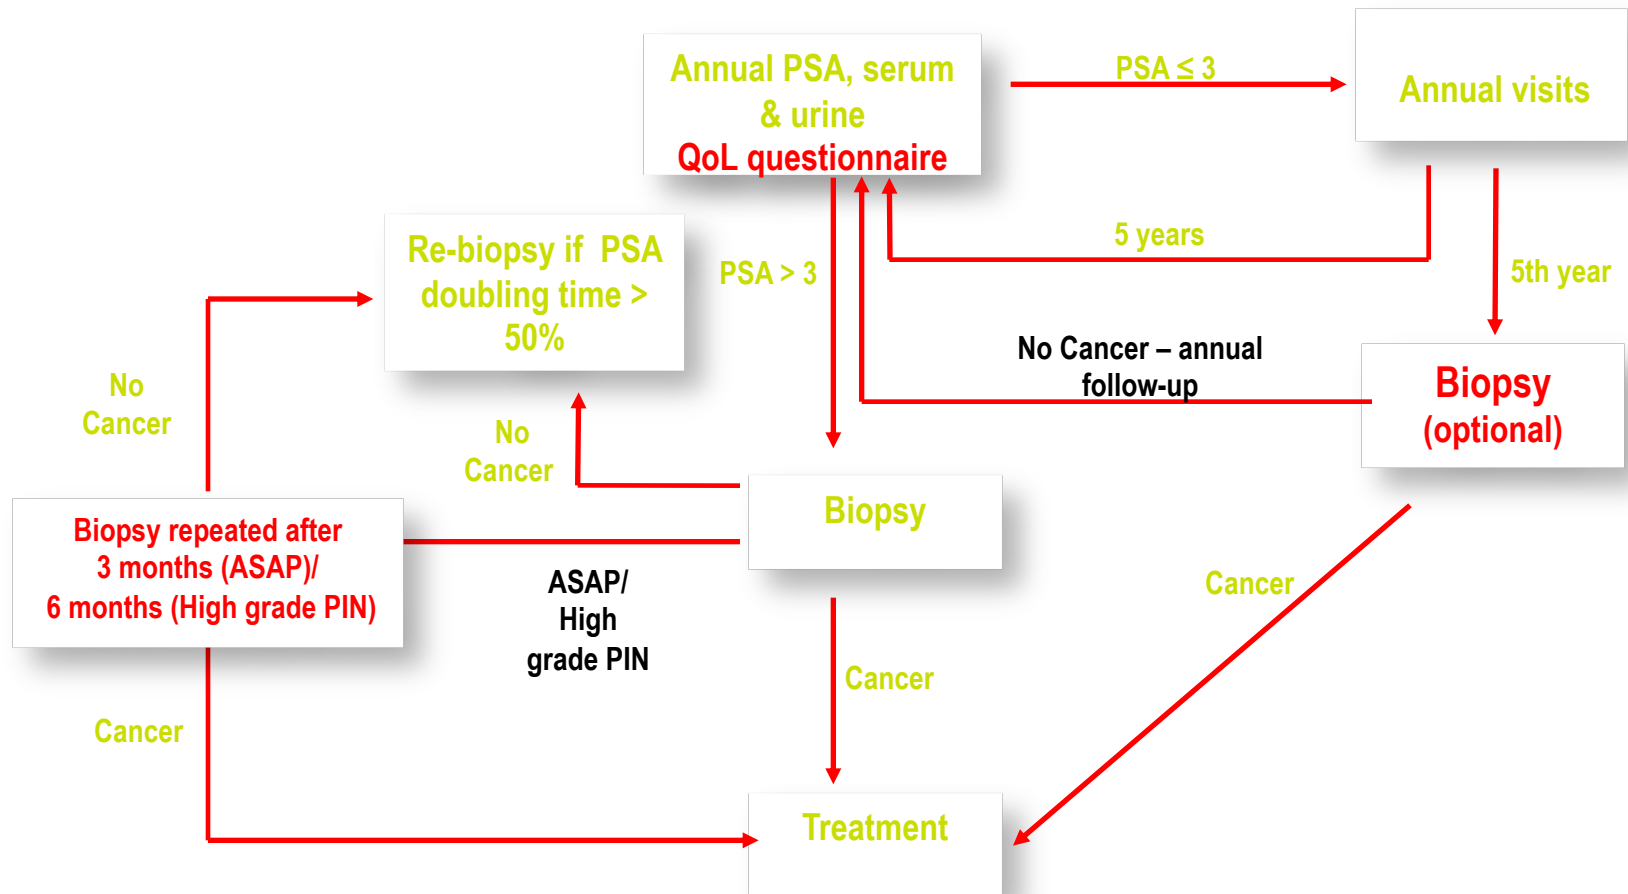 Annual PSA, serum
& urine
QoL questionnaire
PSA ≤ 3
Annual visits
Re-biopsy if PSA
doubling time >
50%
PSA > 3
5 years
5th year
No Cancer – annual
follow-up
Biopsy
(optional)
No
Cancer
No
Cancer
Biopsy
Biopsy repeated after
3 months (ASAP)/
6 months (High grade PIN)
ASAP/
High
grade PIN
Cancer
Cancer
Cancer
Treatment